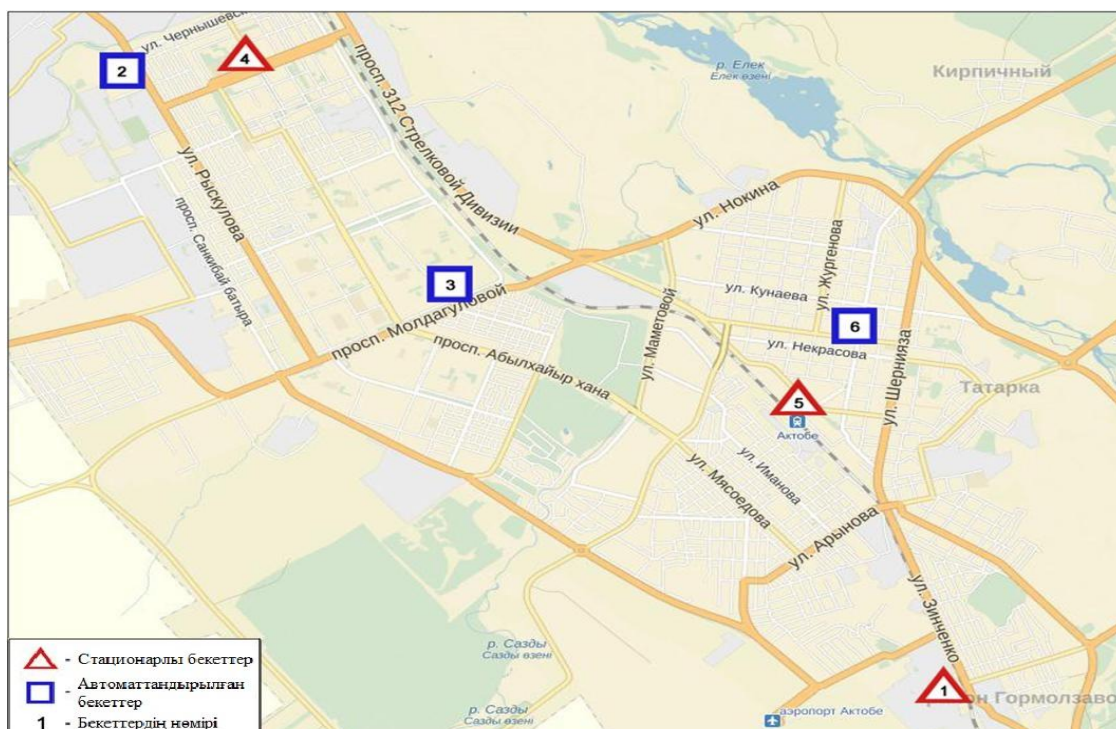 ул. Чернышевск
2
4
просп. 312 Стрелковой Дивизии
р. Елек
Елек өзені
Кирпичный
ул. Рыскулова
просп. Санкибай батыра
ул. Нокина
ул. Жургенова
3
ул. Кунаева
6
просп. Молдагуловой
ул. Маметовой
ул. Некрасова
просп. Абылхайыр хана
ул. Шернияза
Татарка
5
Актобе
ул. Иманова
ул. Мясоедова
ул. Арынова
ул. Зинченко
р. Сазды
Сазды өзені
р. Сазды
Сазды өзені
1
он Гормолзаво
аэропорт Актобе
- Стационарлы бекеттер
- Автоматтандырылған
бекеттер
1 - Бекеттердің нөмірі